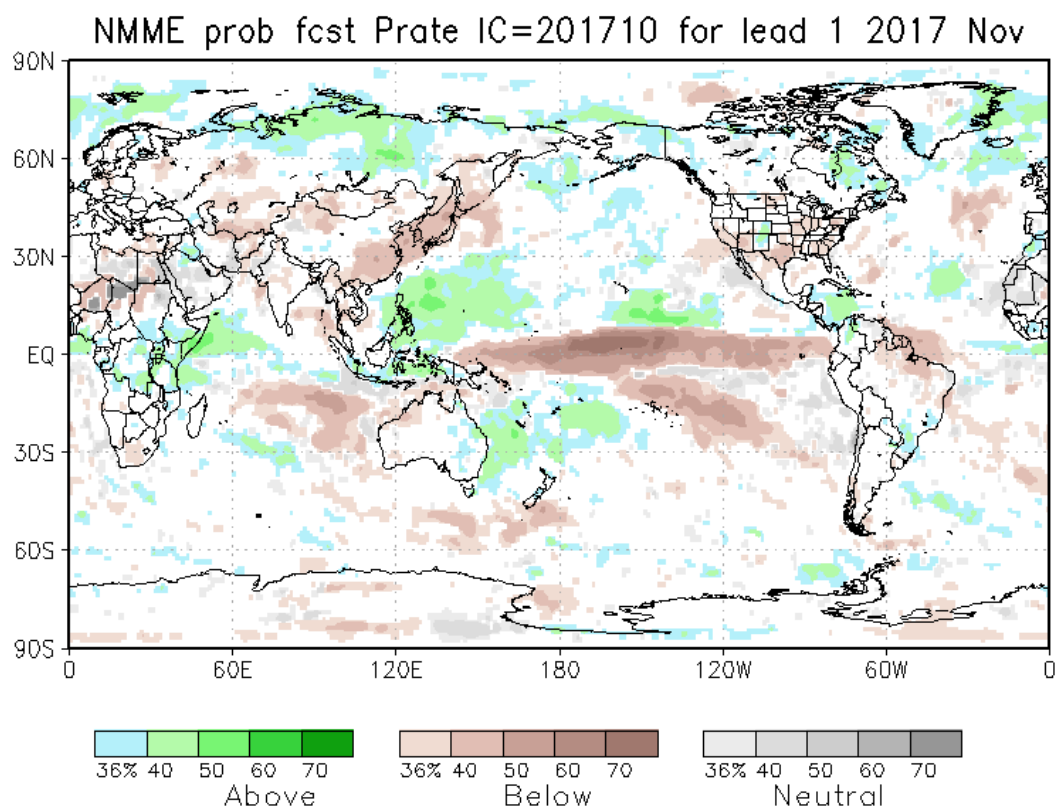 NMME prob fcst Prate IC=201710 for lead 1 2017 Nov
90N
60N
30N
EQ
30S
60S
90S
0 60E 120E 180 120W 60W 0
36% 40 50 60 70 36% 40 50 60 70 36% 40 50 60 70
Above Below Neutral